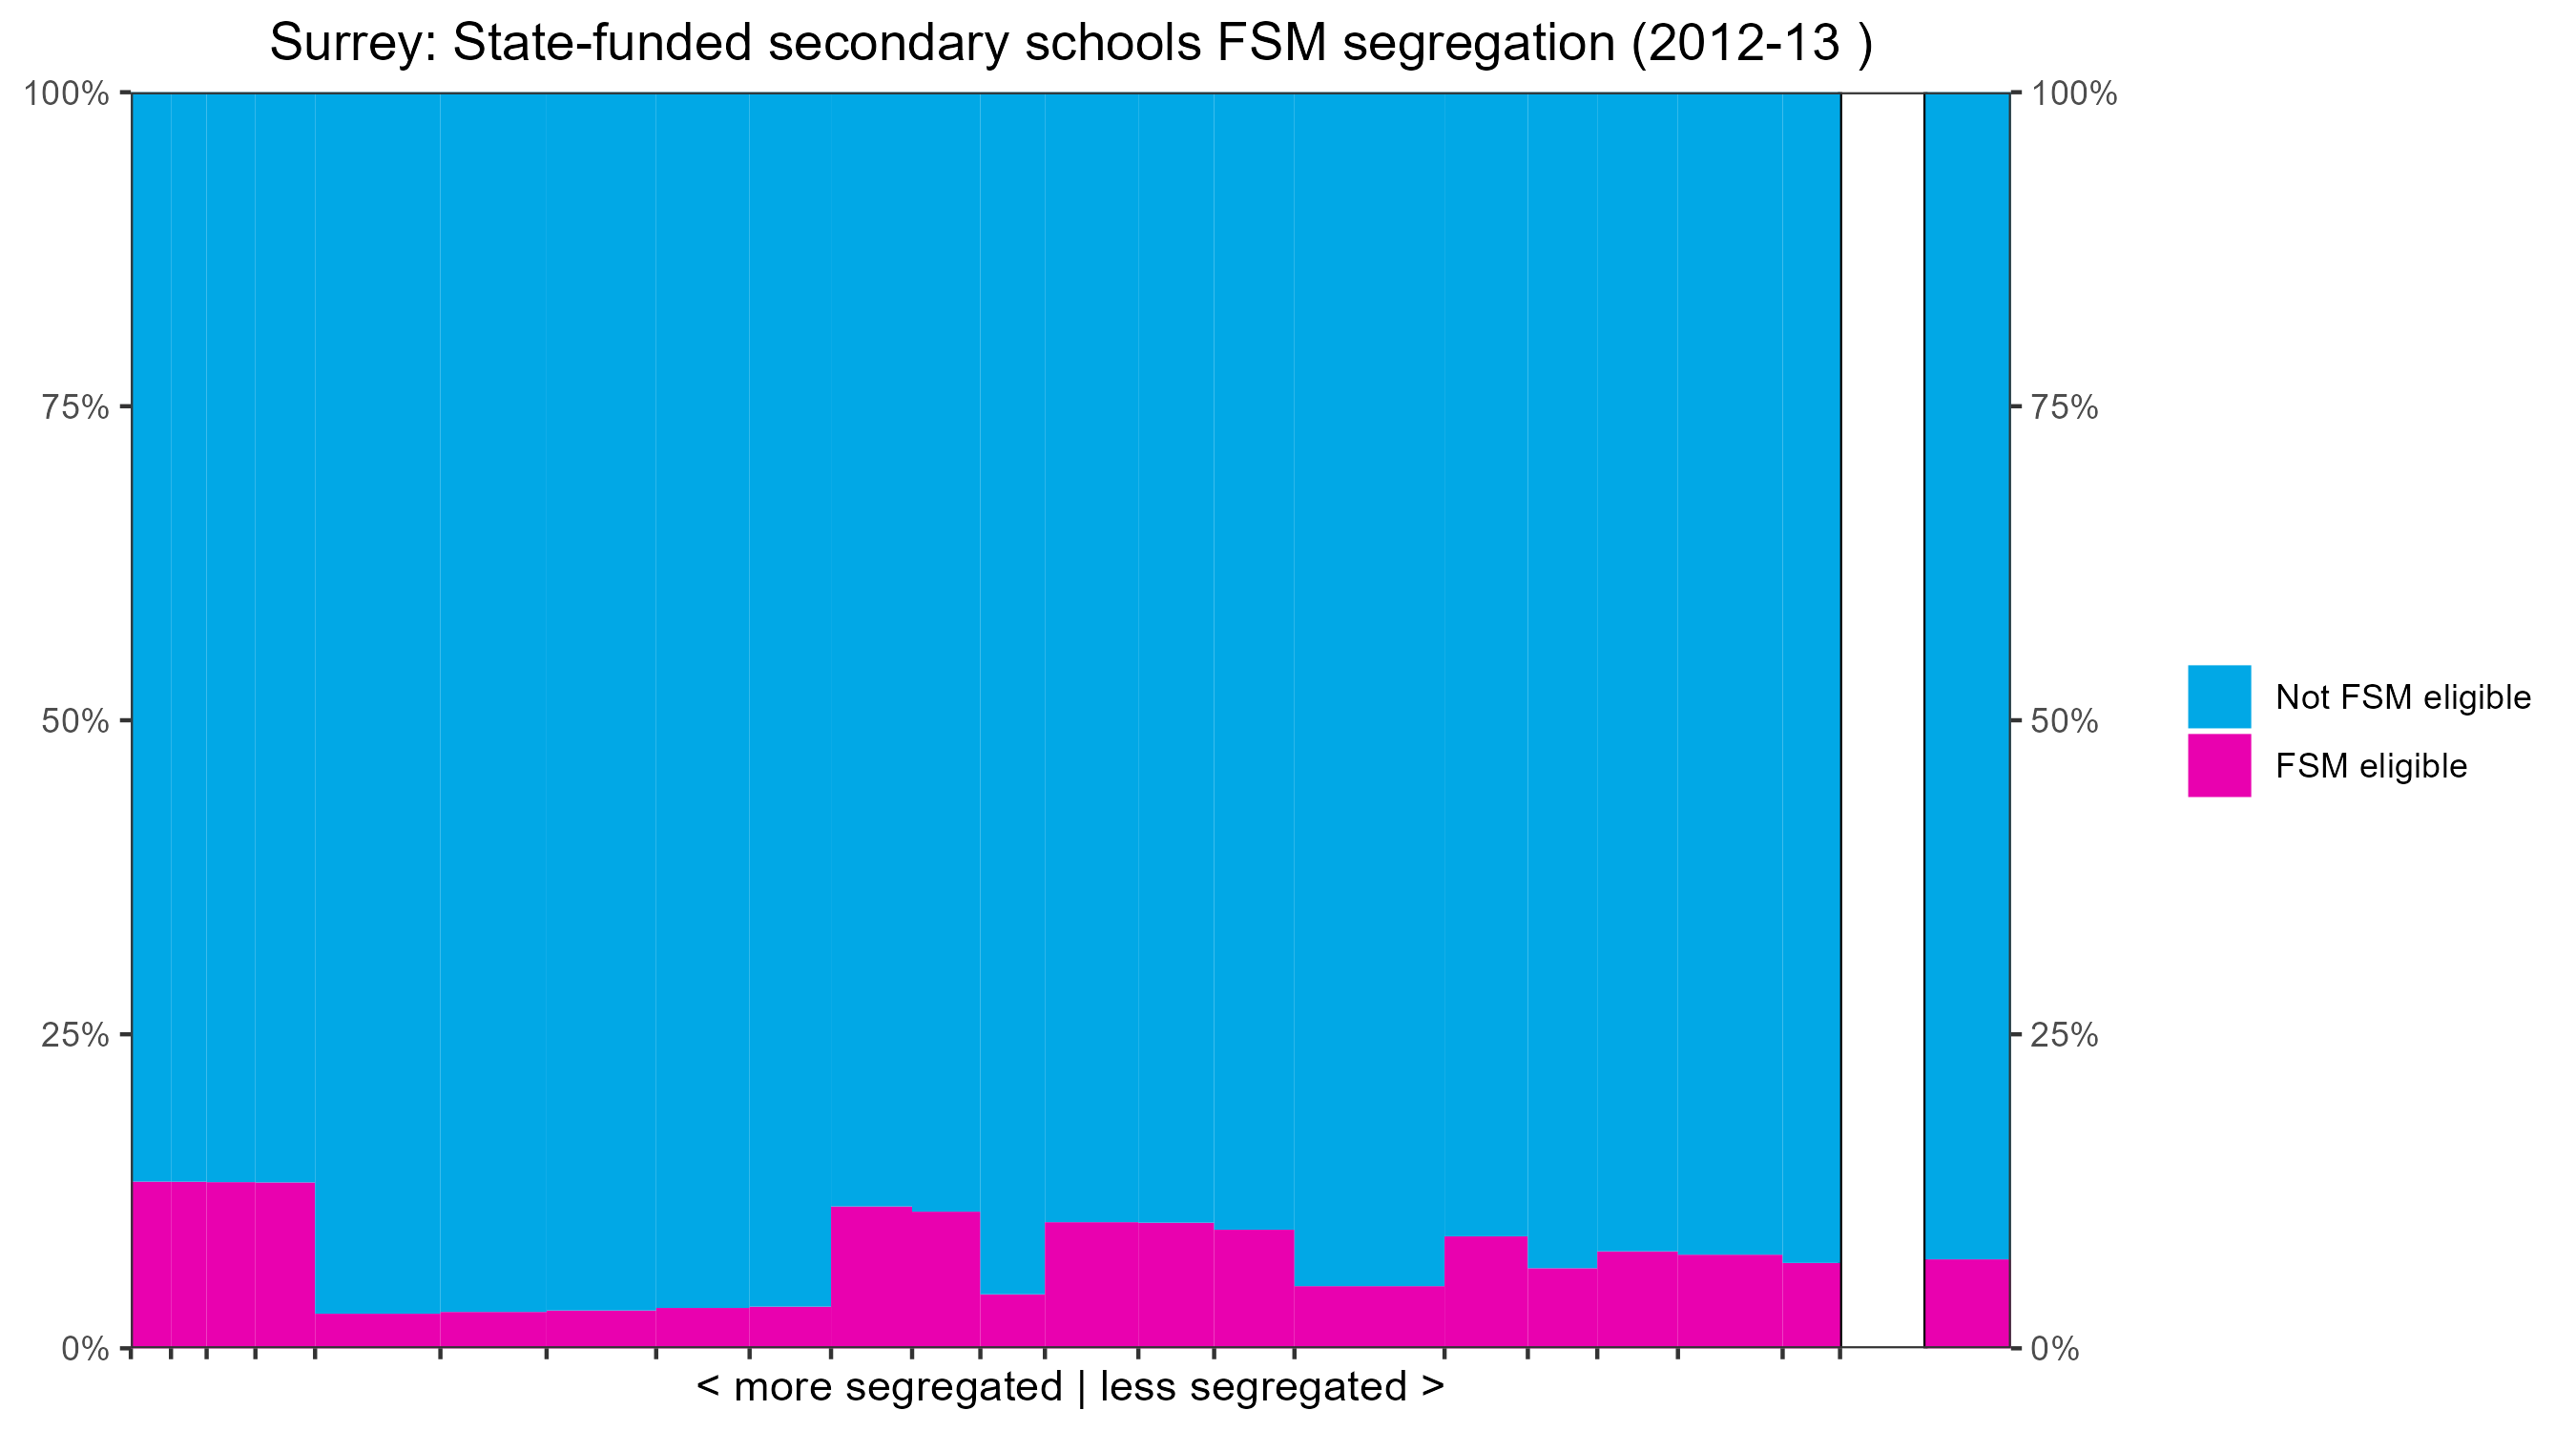 Surrey: State-funded secondary schools FSM segregation (2012-13 )
100%
75%
50%
25%
0%
100%
75%
50%
25%
0%
Not FSM eligible
FSM eligible
< more segregated | less segregated >